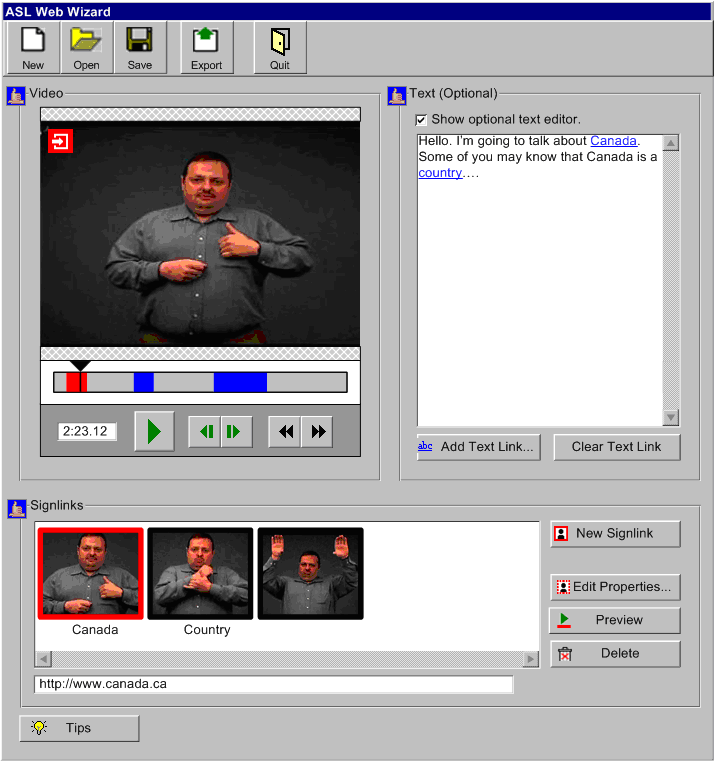 ASL Web Wizard
New
Open
Save
Export
Quit
Video
2:23.12
Text (Optional)
Show optional text editor.
Hello. I'm going to talk about Canada.
Some of you may know that Canada is a
country....
abc Add Text Link...
Clear Text Link
Signlinks
Canada
Country
http://www.canada.ca
New Signlink
Edit Properties...
Preview
Delete
Tips